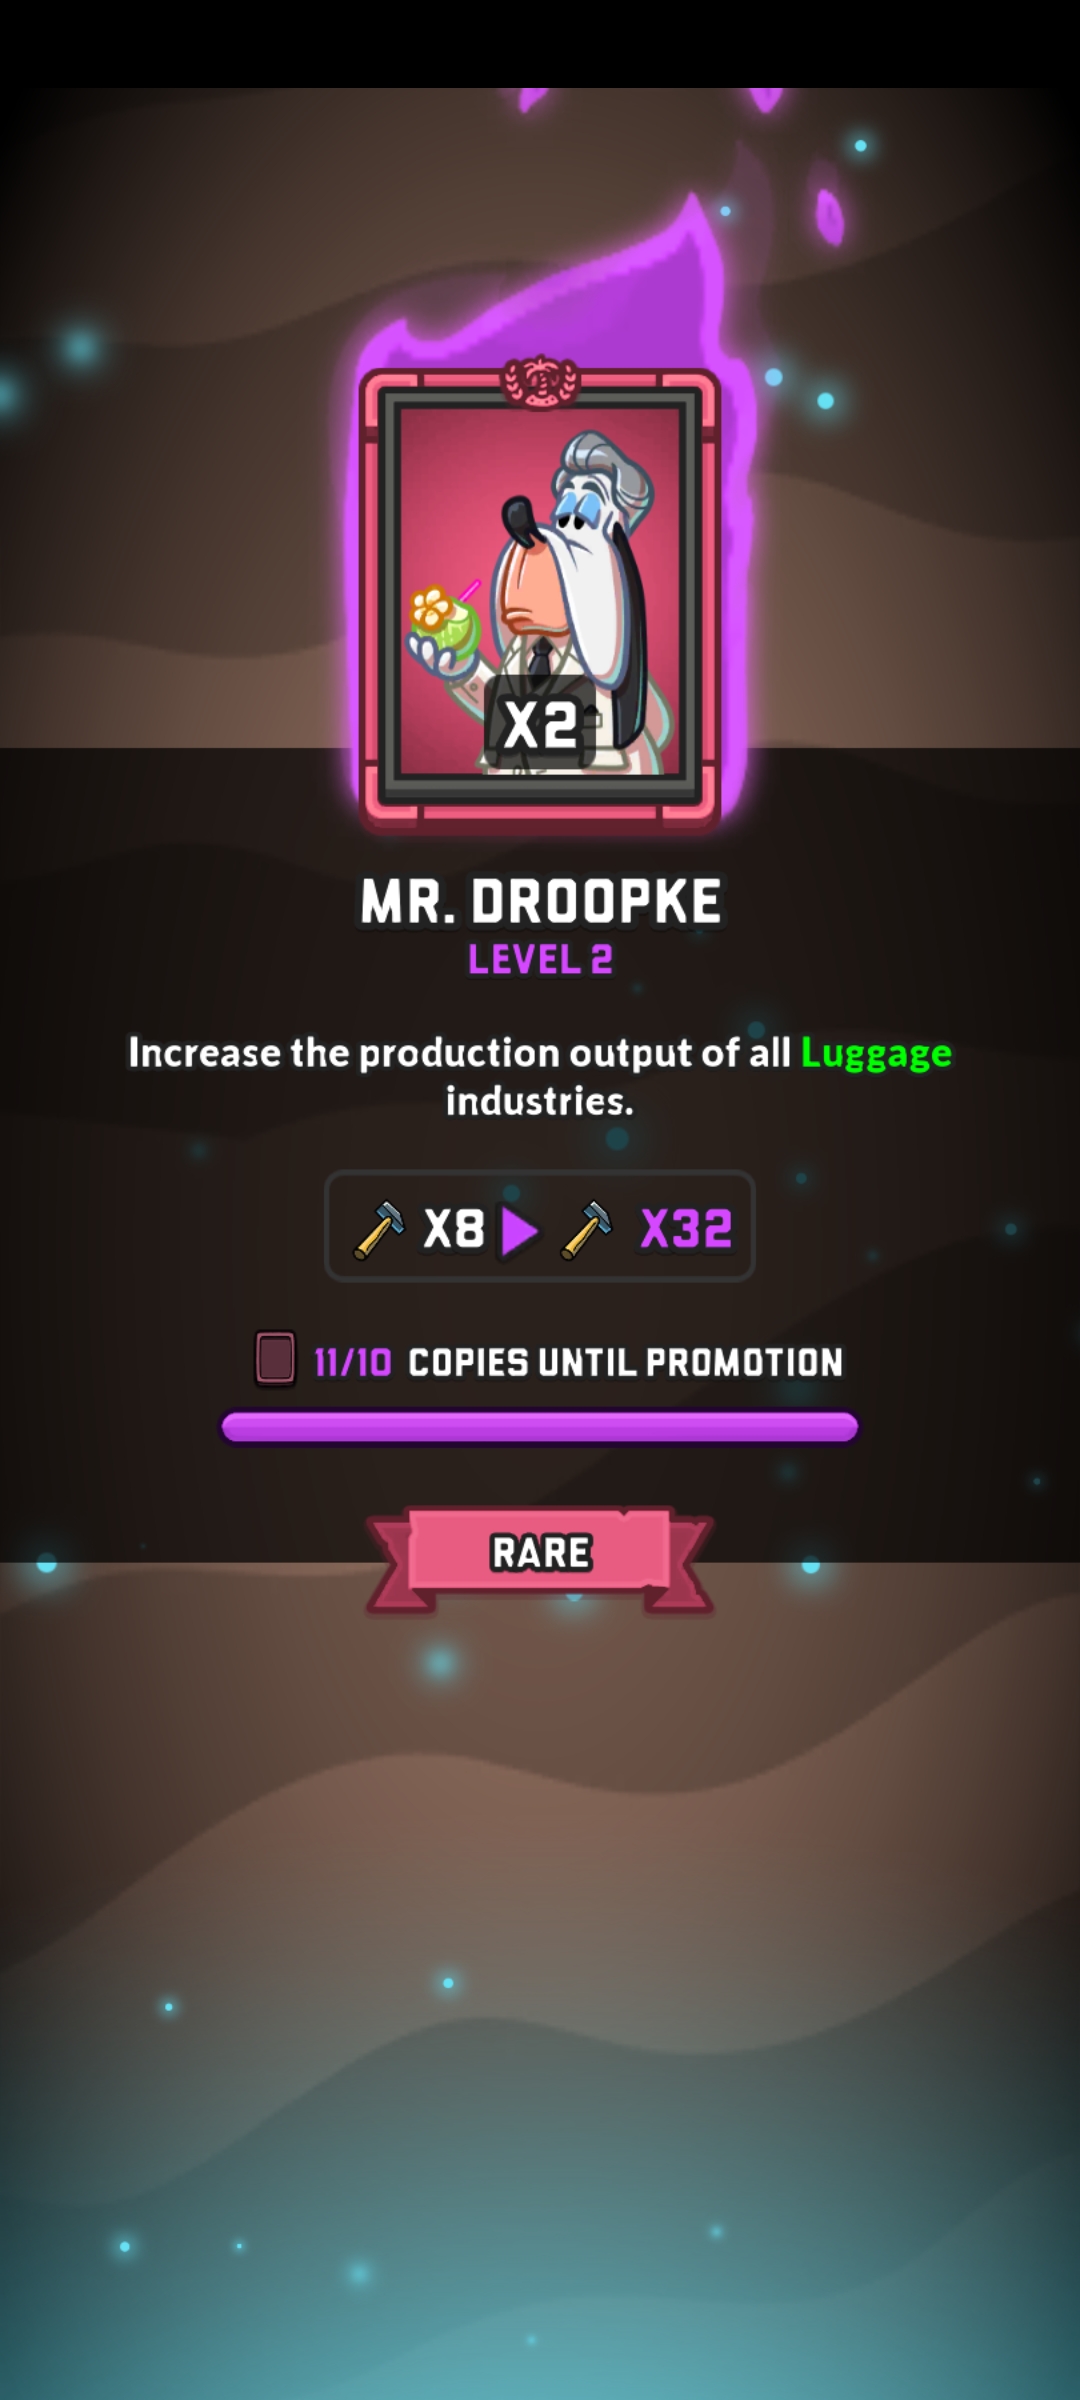 X2
MR. DROOPKE
LEVEL 2
Increase the production output of all Luggage
industries.
X8 X32
11/10 COPIES UNTIL PROMOTION
RARE